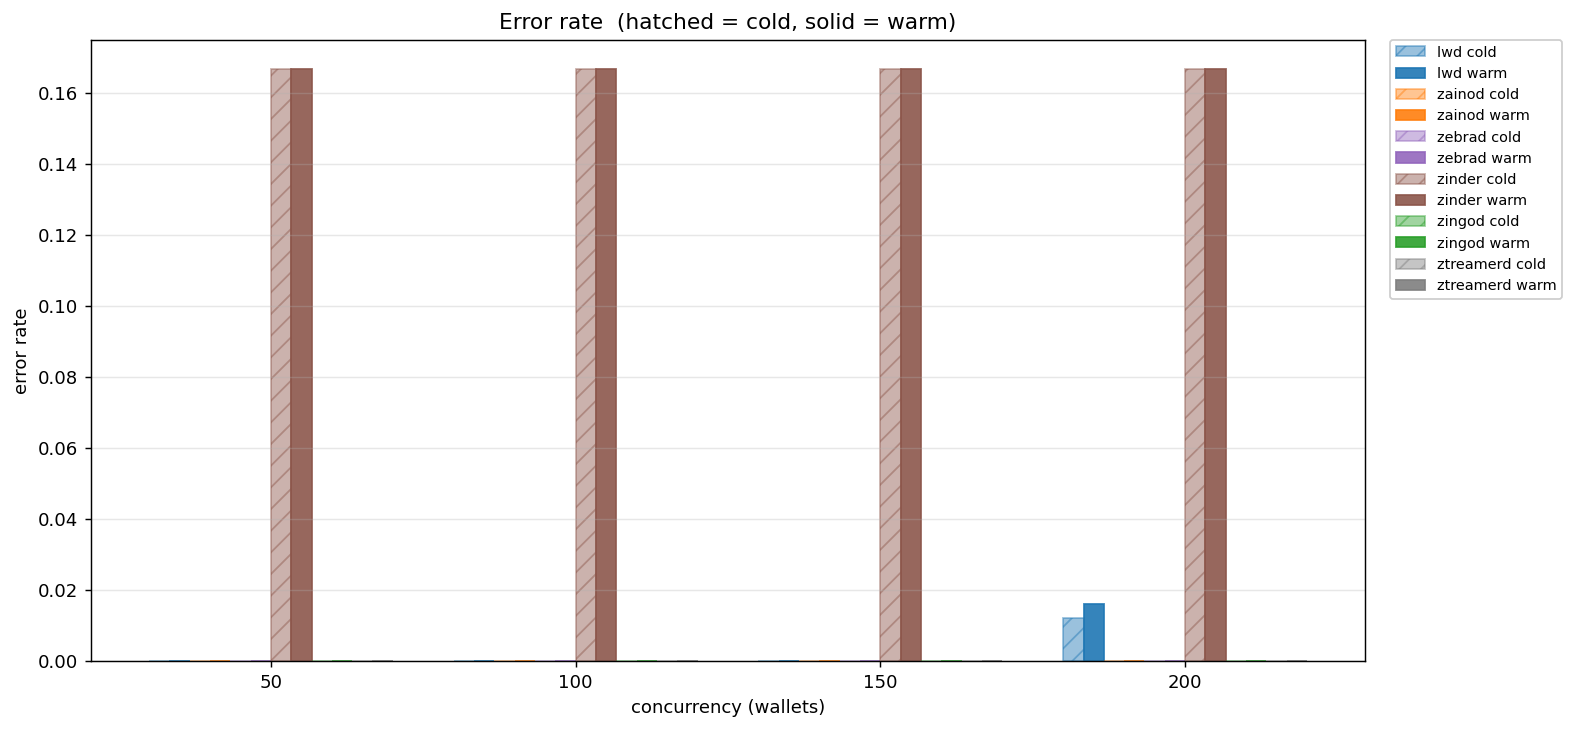 Error rate  (hatched = cold, solid = warm)
error rate
0.16
0.14
0.12
0.10
0.08
0.06
0.04
0.02
0.00
50
100
150
200
concurrency (wallets)
lwd cold
lwd warm
zainod cold
zainod warm
zebrad cold
zebrad warm
zinder cold
zinder warm
zingod cold
zingod warm
ztreamerd cold
ztreamerd warm